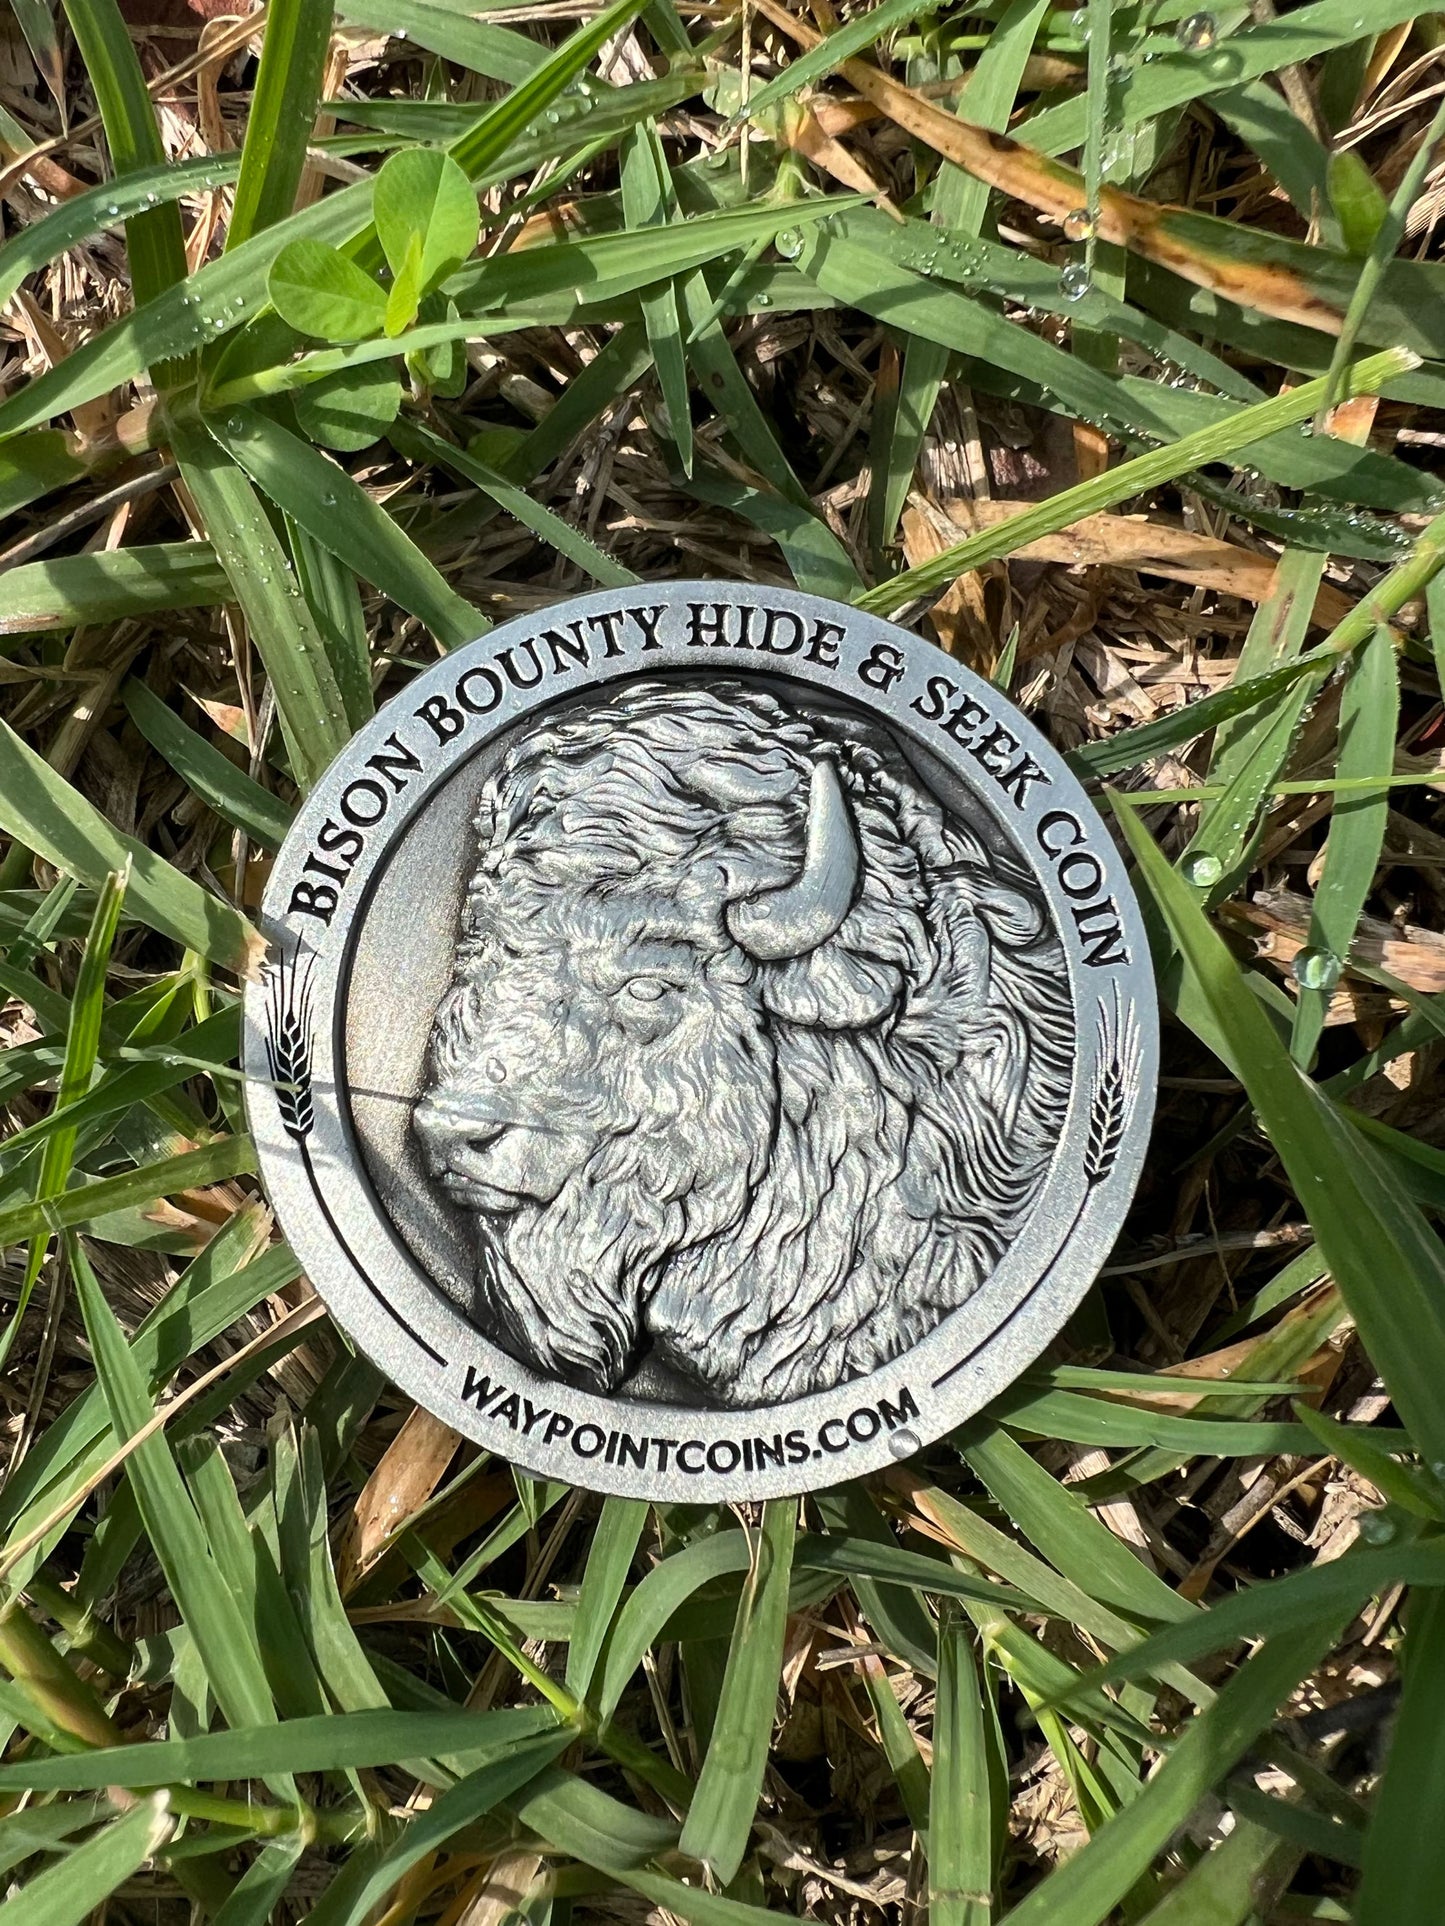 BISON BOUNTY HIDE & SEEK COIN
WAYPOINTCOINS.COM